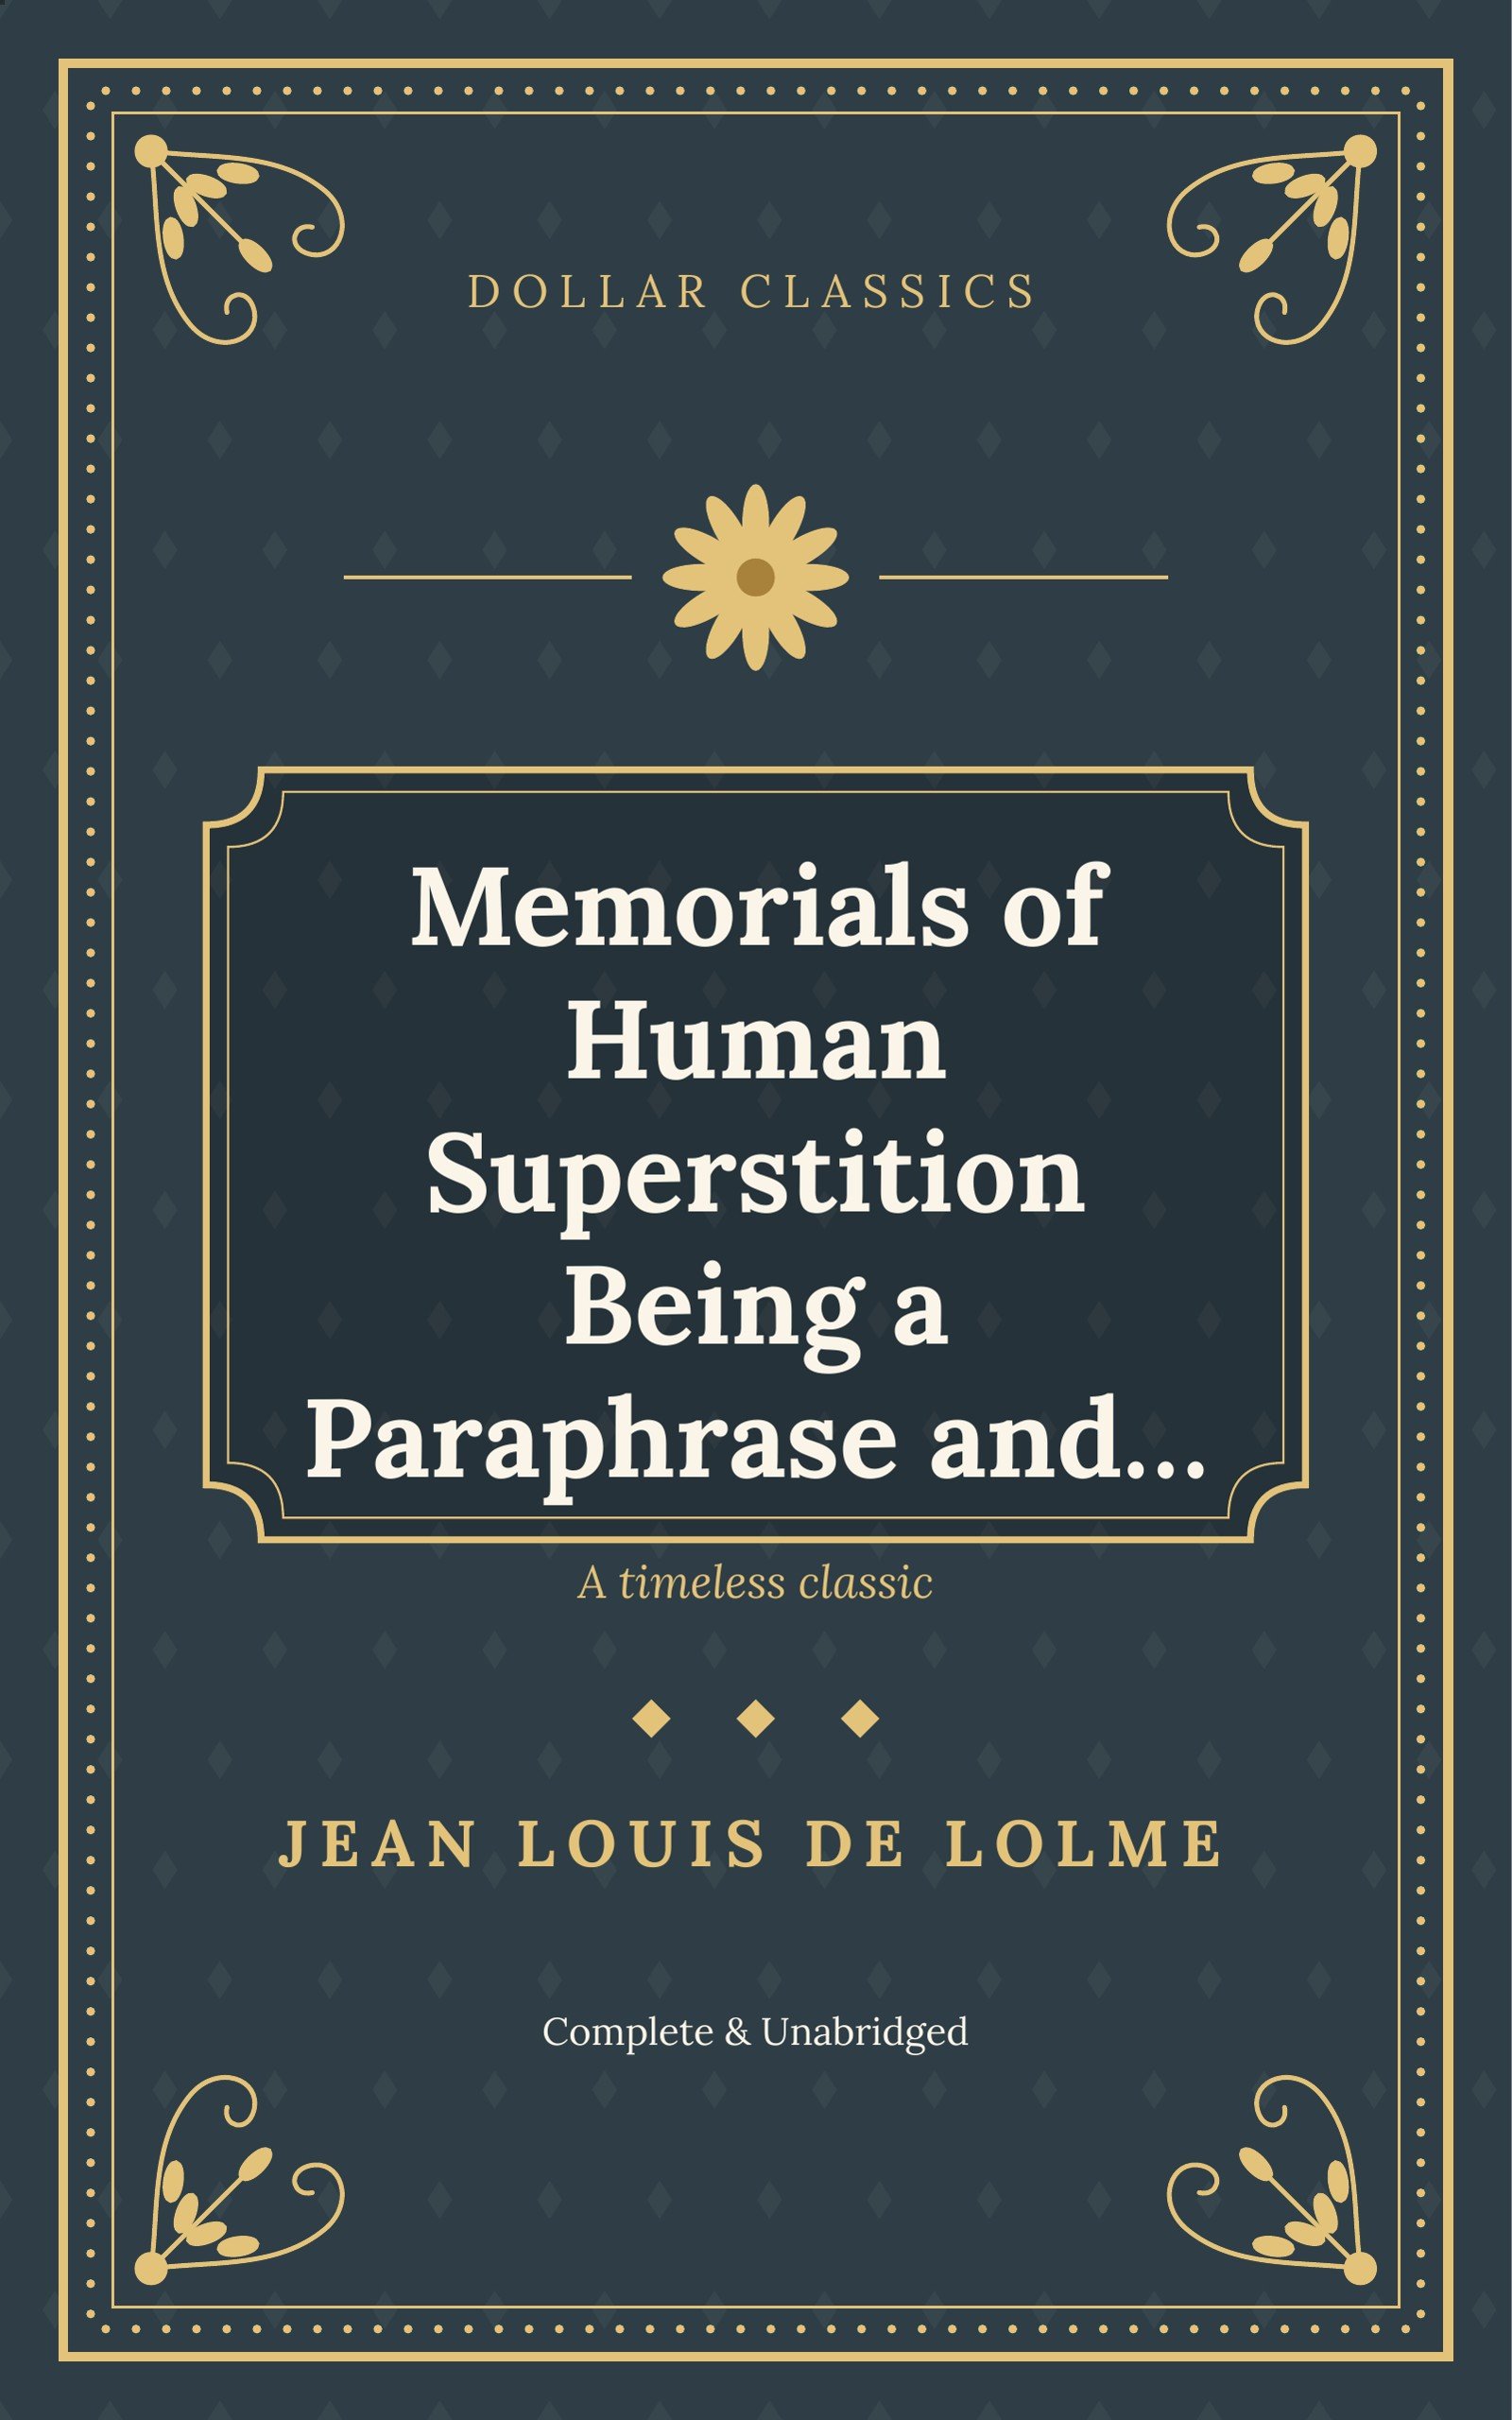 DOLLAR CLASSICS
Memorials of
Human
Superstition
Being a
Paraphrase and...
A timeless classic
JEAN LOUIS DE LOLME
Complete & Unabridged